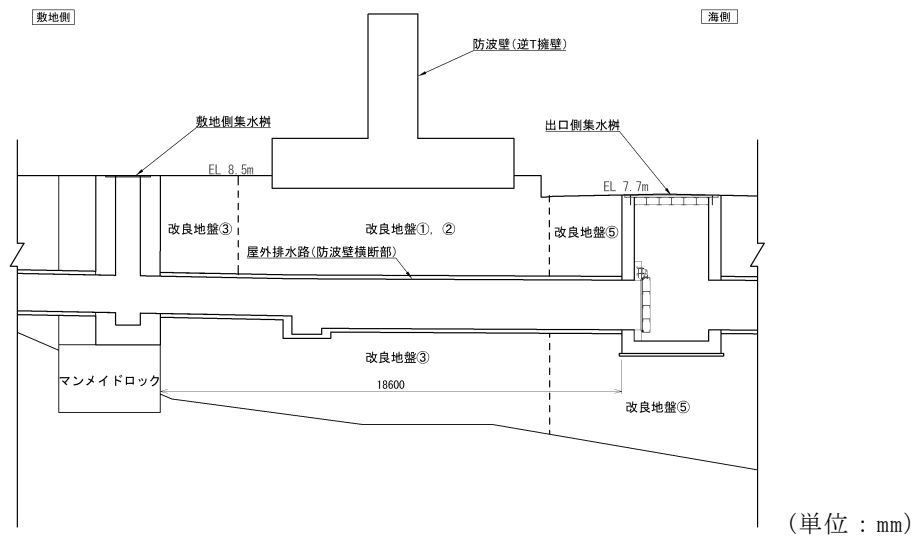 敷地側
海側
防波壁（逆T擁壁）
敷地側集水桝
出口側集水桝
EL 8.5m
EL 7.7m
改良地盤③
改良地盤①，②
改良地盤⑤
屋外排水路（防波壁横断部）
改良地盤③
マンメイドロック
18600
改良地盤⑤
（単位：mm）